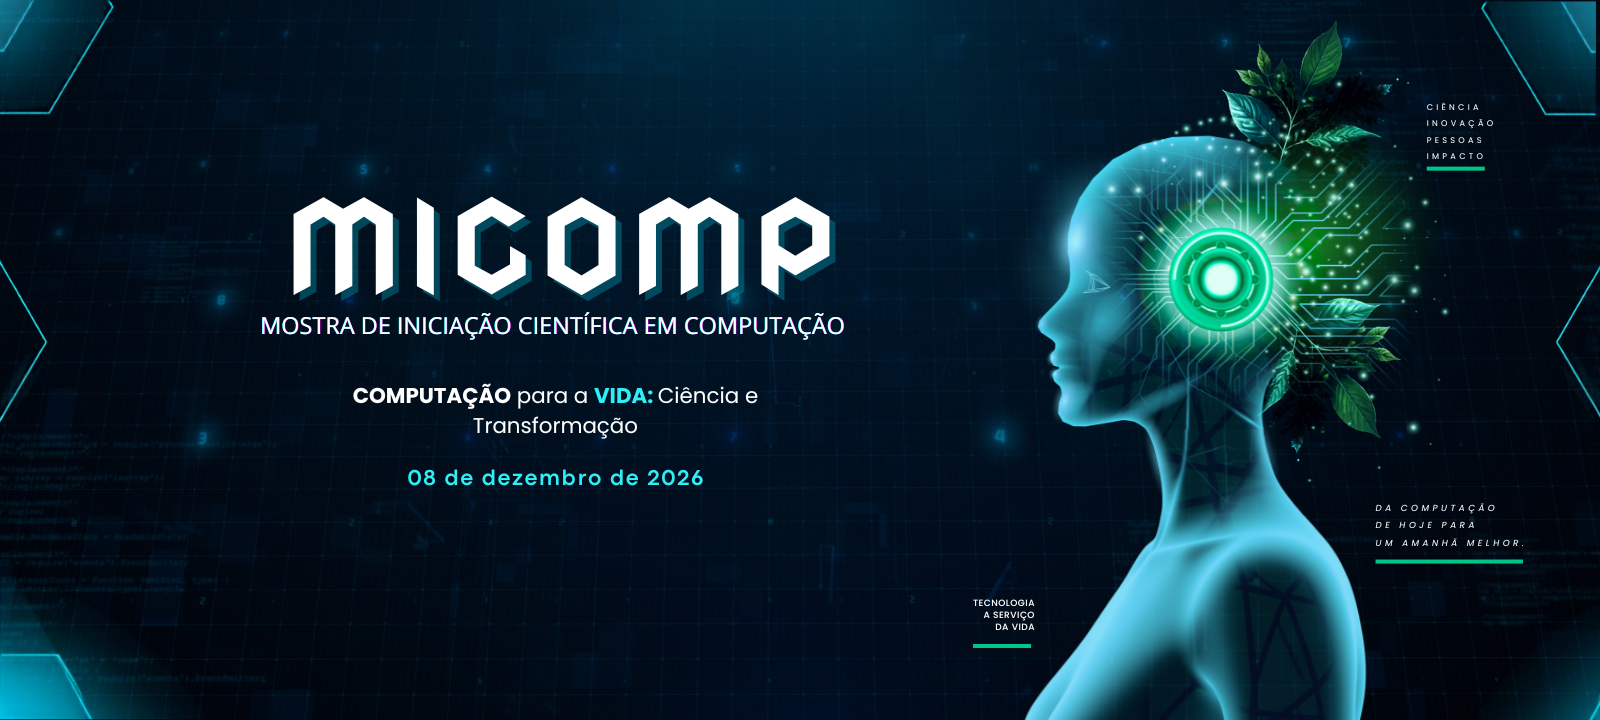 MICOMP
MOSTRA DE INICIAÇÃO CIENTÍFICA EM COMPUTAÇÃO
COMPUTAÇÃO para a VIDA: Ciência e
Transformação
08 de dezembro de 2026
CIÊNCIA
INOVAÇÃO
PESSOAS
IMPACTO
DA COMPUTAÇÃO
DE HOJE PARA
UM AMANHÃ MELHOR.
TECNOLOGIA
A SERVIÇO
DA VIDA